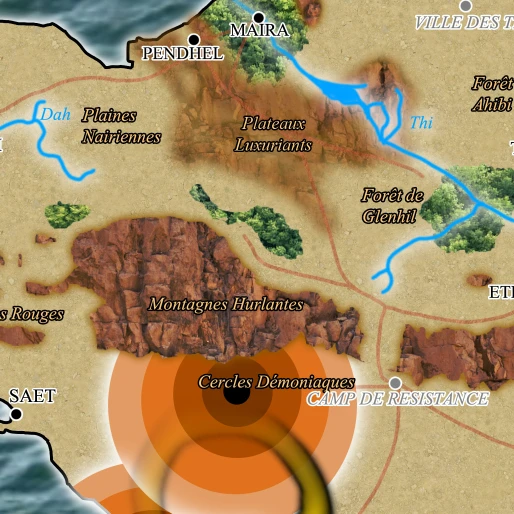 VILLE DES T
MAIRA
PENDHEL
Forêt
Ahibi
Dah
Plaines
Nairiennes
Plateaux
Luxuriants
Thi
Forêt de
Glenhil
ETH
Montagnes Hurlantes
s Rouges
Cercles Démoniaques
SAET
CAMP DE RESISTANCE